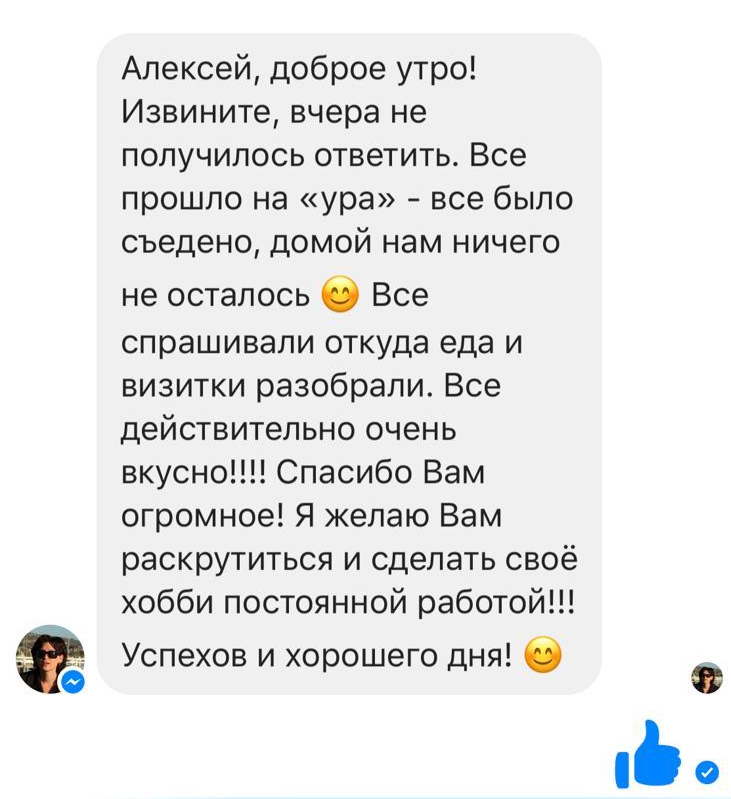 Алексей, доброе утро!
Извините, вчера не
получилось ответить. Все
прошло на «ура» - все было
съедено, домой нам ничего
не осталось 😊 Все
спрашивали откуда еда и
визитки разобрали. Все
действительно очень
вкусно!!!! Спасибо Вам
огромное! Я желаю Вам
раскрутиться и сделать своё
хобби постоянной работой!!!
Успехов и хорошего дня! 😊